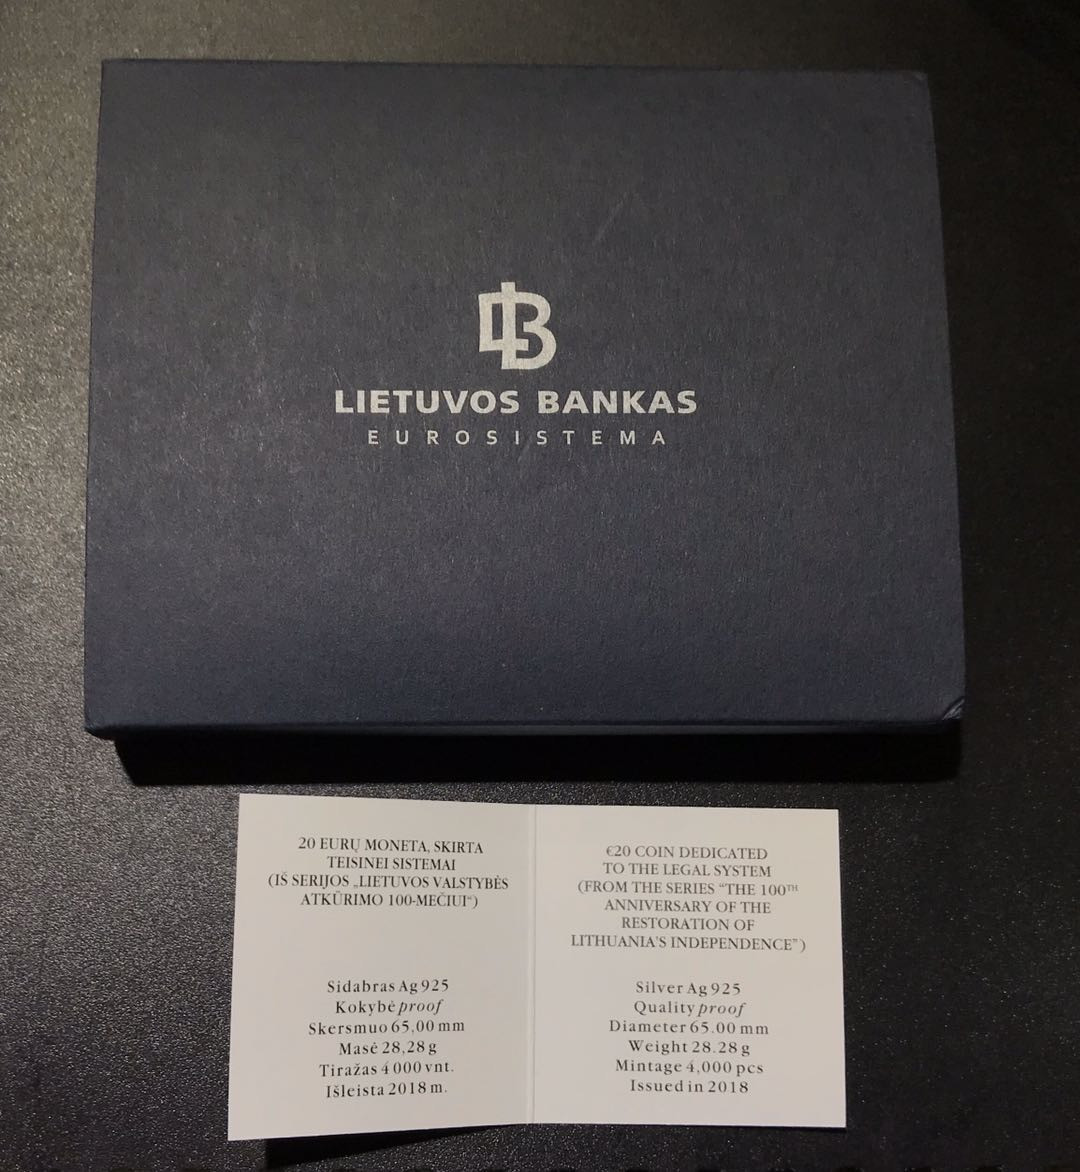 LB
LIETUVOS BANKAS
EUROSISTEMA
20 EURŲ MONETA, SKIRTA
TEISINEI SISTEMAI
(IŠ SERIJOS „LIETUVOS VALSTYBĖS
ATKŪRIMO 100-MEČIUI“)
Sidabras Ag 925
Kokybė proof
Skersmuo 65,00 mm
Masė 28,28 g
Tiražas 4 000 vnt.
Išleista 2018 m.
€20 COIN DEDICATED
TO THE LEGAL SYSTEM
(FROM THE SERIES “THE 100TH
ANNIVERSARY OF THE
RESTORATION OF
LITHUANIA'S INDEPENDENCE”)
Silver Ag 925
Quality proof
Diameter 65.00 mm
Weight 28.28 g
Mintage 4,000 pcs
Issued in 2018